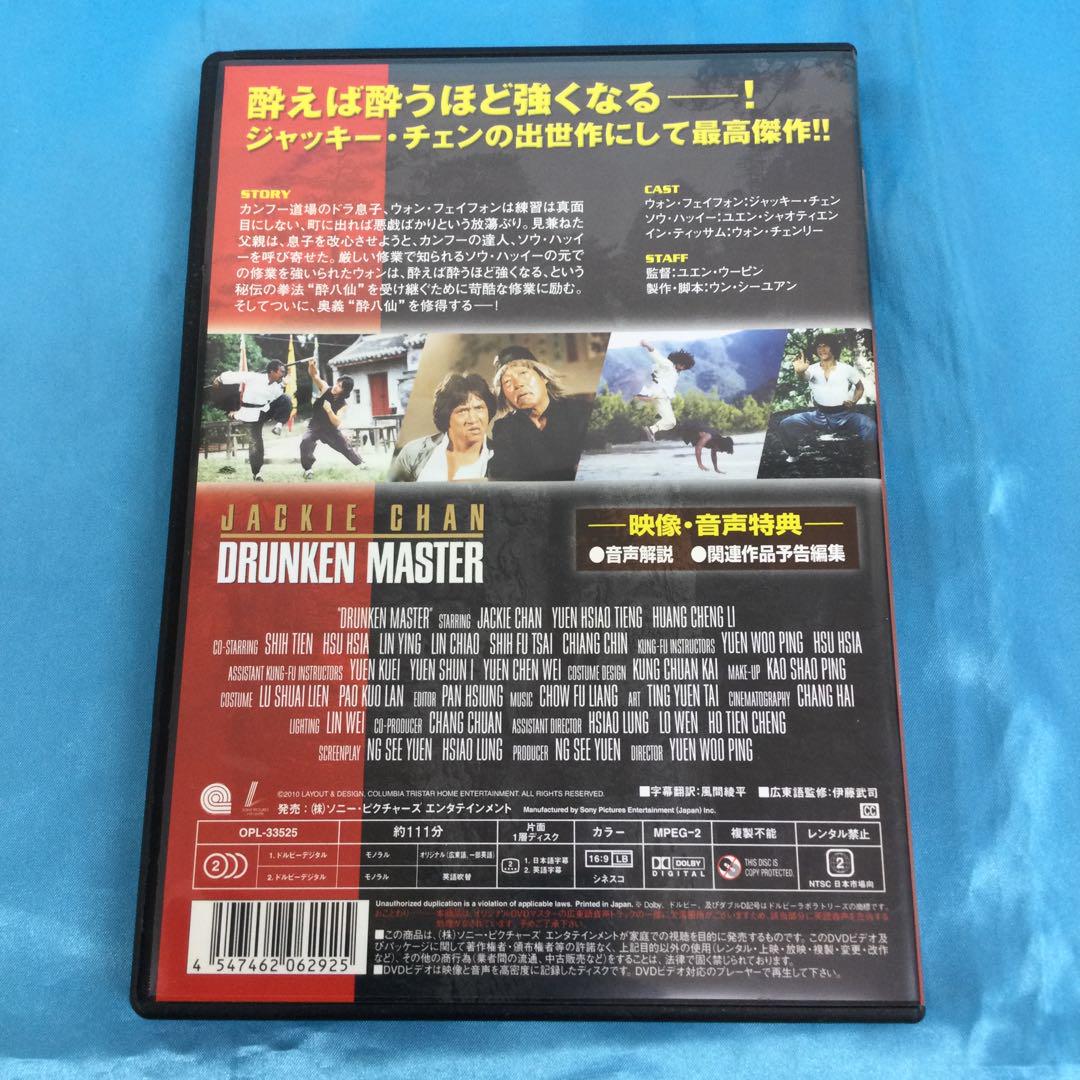 酔えば酔うほど強くなる――!
ジャッキー・チェンの出世作にして最高傑作!!
STORY
カンフー道場のドラ息子、ウォン・フェイフォンは練習は真面
目にしない、町に出れば悪戯ばかりという放蕩ぶり。見兼ねた
父親は、息子を改心させようと、カンフーの達人、ソウ・ハッイ
ーを呼び寄せた。厳しい修業で知られるソウ・ハッイーの元で
の修業を強いられたウォンは、酔えば酔うほど強くなる、という
秘伝の拳法“酔八仙”を受け継ぐために苛酷な修業に励む。
そしてついに、奥義“酔八仙”を修得する――!
CAST
ウォン・フェイフォン:ジャッキー・チェン
ソウ・ハッイー:ユエン・シャオティエン
イン・ティッサム:ウォン・チェンリー
STAFF
監督:ユエン・ウーピン
製作・脚本:ウン・シーユアン
JACKIE CHAN
DRUNKEN MASTER
映像・音声特典
●音声解説 ●関連作品予告編集
"DRUNKEN MASTER" STARRING JACKIE CHAN YUEN HSIAO TIENG HUANG CHENG LI
CO-STARRING SHIH TIEN HSU HSIA LIN YING LIN CHIAO SHIH FU TSAI CHIANG CHIN KUNG-FU INSTRUCTORS YUEN WOO PING HSU HSIA
ASSISTANT KUNG-FU INSTRUCTORS YUEN KUEI YUEN SHUN I YUEN CHEN WEI COSTUME DESIGN KUNG CHUAN KAI MAKE-UP KAO SHAO PING
COSTUME LU SHUAI LIEN PAO KUO LAN EDITOR PAN HSIUNG MUSIC CHOW FU LIANG ART TING YUEN TAI CINEMATOGRAPHY CHANG HAI
LIGHTING LIN WEI CO-PRODUCER CHANG CHUAN ASSISTANT DIRECTOR HSIAO LUNG LO WEN HO TIEN CHENG
SCREENPLAY NG SEE YUEN HSIAO LUNG PRODUCER NG SEE YUEN DIRECTOR YUEN WOO PING
©2010 LAYOUT & DESIGN, COLUMBIA TRISTAR HOME ENTERTAINMENT. ALL RIGHTS RESERVED.
■字幕翻訳:風間綾平 ■広東語監修:伊藤武司
発売:(株)ソニー・ピクチャーズ エンタテインメント Manufactured by Sony Pictures Entertainment (Japan) Inc.
CC
OPL-33525 約111分 片面1層ディスク カラー MPEG-2 複製不能 レンタル禁止
2 1.ドルビーデジタル モノラル オリジナル(広東語、一部英語)
2.ドルビーデジタル モノラル 英語吹替
2 1. 日本語字幕
2. 英語字幕
16:9 LB
シネスコ
DOLBY DIGITAL
THIS DISC IS COPY PROTECTED.
2
NTSC 日本市場向
Unauthorized duplication is a violation of applicable laws. Printed in Japan. ※Dolby、ドルビー、及びダブルD記号はドルビーラボラトリーズの商標です。
■この商品は、(株)ソニー・ピクチャーズ エンタテインメントが家庭での視聴を目的に発売するものです。このDVDビデオ及
びパッケージに関して著作権者・頒布権者等の許諾なく、上記目的以外の使用(レンタル・上映・放映・複製・変更・改作
など)、その他の商行為(業者間の流通、中古販売など)をすることは、法律で固く禁じられております。
■DVDビデオは映像と音声を高密度に記録したディスクです。DVDビデオ対応のプレーヤーで再生して下さい。
4 547462 062925